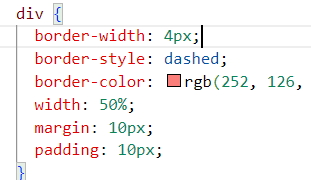 div {
border-width: 4px;
border-style: dashed;
border-color: rgb(252, 126,
width: 50%;
margin: 10px;
padding: 10px;
}